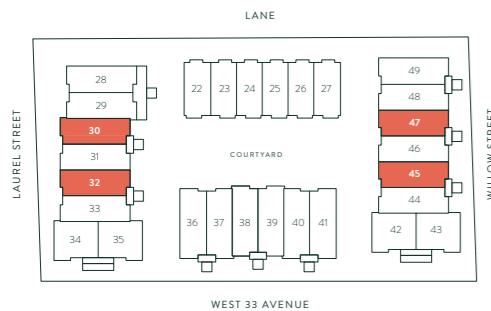 LANE
LAUREL STREET
28
29
30
31
32
33
34 35
22 23 24 25 26 27
COURTYARD
36 37 38 39 40 41
49
48
47
46
45
44
42 43
WILLOW STREET
WEST 33 AVENUE